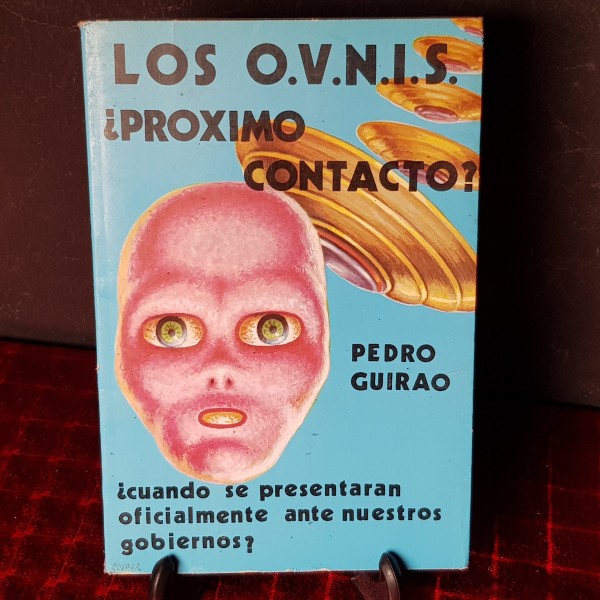 LOS O.V.N.I.S.
¿PROXIMO
CONTACTO?
PEDRO
GUIRAO
¿cuando se presentaran
oficialmente ante nuestros
gobiernos?